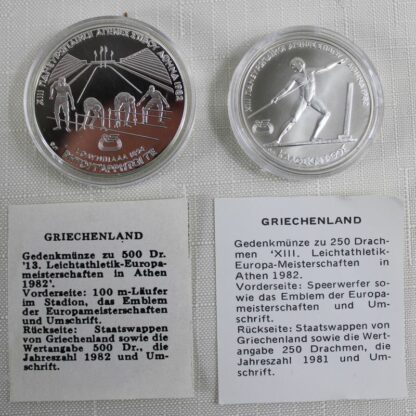 GRIECHENLAND
Gedenkmünze zu 500 Dr.
'13. Leichtathletik-Europa-
meisterschaften in Athen
1982'.
Vorderseite: 100 m-Läufer
im Stadion, das Emblem
der Europameisterschaften
und Umschrift.
Rückseite: Staatswappen
von Griechenland sowie die
Wertangabe 500 Dr., die
Jahreszahl 1982 und Um-
schrift.
GRIECHENLAND
Gedenkmünze zu 250 Drach-
men 'XIII. Leichtathletik-
Europa-Meisterschaften in
Athen 1982.
Vorderseite: Speerwerfer so-
wie das Emblem der Europa-
meisterschaften und Um-
schrift.
Rückseite: Staatswappen von
Griechenland sowie die Wert-
angabe 250 Drachmen, die
Jahreszahl 1981 und Um-
schrift.